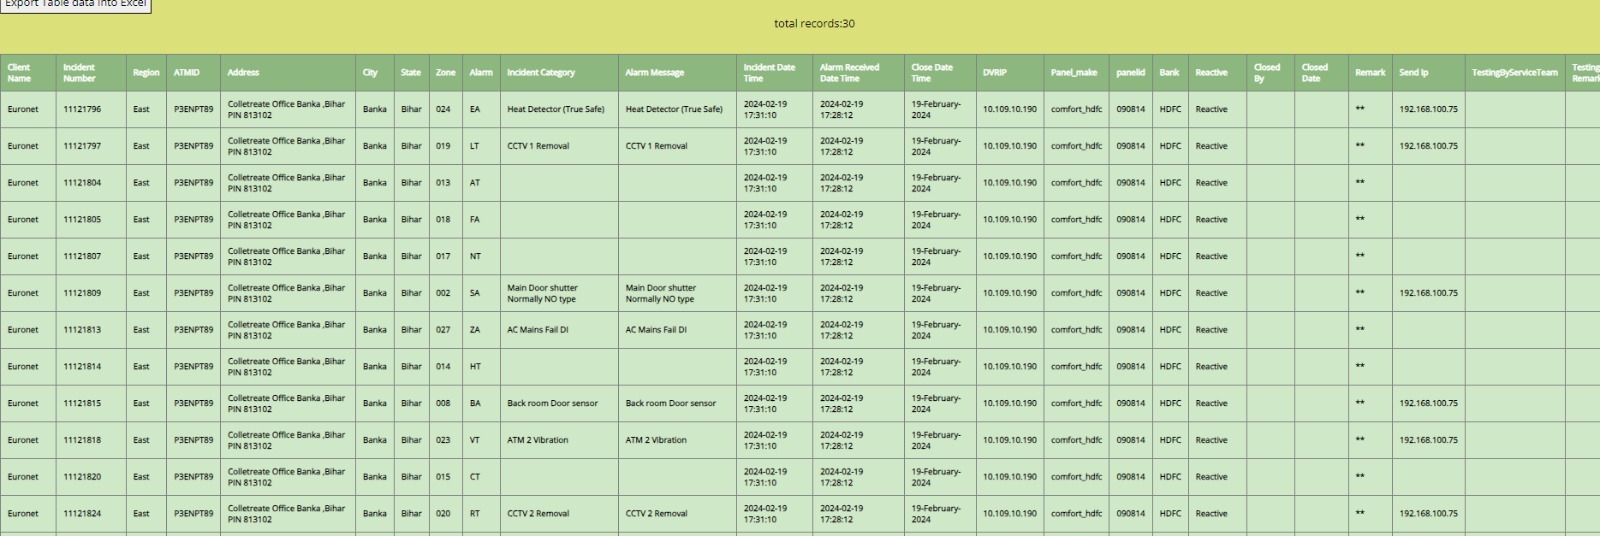 Export Table data into Excel
total records:30
Client Name Incident Number Region ATMID Address City State Zone Alarm Incident Category Alarm Message Incident Date Time Alarm Received Date Time Close Date Time DVRIP Panel_make panelid Bank Reactive Closed By Closed Date Remark Send Ip TestingByServiceTeam Testing Remark
Euronet 11121796 East P3ENPT89 Colletreate Office Banka ,Bihar PIN 813102 Banka Bihar 024 EA Heat Detector (True Safe) Heat Detector (True Safe) 2024-02-19 17:31:10 2024-02-19 17:28:12 19-February-2024 10.109.10.190 comfort_hdfc 090814 HDFC Reactive ** 192.168.100.75
Euronet 11121797 East P3ENPT89 Colletreate Office Banka ,Bihar PIN 813102 Banka Bihar 019 LT CCTV 1 Removal CCTV 1 Removal 2024-02-19 17:31:10 2024-02-19 17:28:12 19-February-2024 10.109.10.190 comfort_hdfc 090814 HDFC Reactive ** 192.168.100.75
Euronet 11121804 East P3ENPT89 Colletreate Office Banka ,Bihar PIN 813102 Banka Bihar 013 AT 2024-02-19 17:31:10 2024-02-19 17:28:12 19-February-2024 10.109.10.190 comfort_hdfc 090814 HDFC Reactive **
Euronet 11121805 East P3ENPT89 Colletreate Office Banka ,Bihar PIN 813102 Banka Bihar 018 FA 2024-02-19 17:31:10 2024-02-19 17:28:12 19-February-2024 10.109.10.190 comfort_hdfc 090814 HDFC Reactive **
Euronet 11121807 East P3ENPT89 Colletreate Office Banka ,Bihar PIN 813102 Banka Bihar 017 NT 2024-02-19 17:31:10 2024-02-19 17:28:12 19-February-2024 10.109.10.190 comfort_hdfc 090814 HDFC Reactive **
Euronet 11121809 East P3ENPT89 Colletreate Office Banka ,Bihar PIN 813102 Banka Bihar 002 SA Main Door shutter Normally NO type Main Door shutter Normally NO type 2024-02-19 17:31:10 2024-02-19 17:28:12 19-February-2024 10.109.10.190 comfort_hdfc 090814 HDFC Reactive ** 192.168.100.75
Euronet 11121813 East P3ENPT89 Colletreate Office Banka ,Bihar PIN 813102 Banka Bihar 027 ZA AC Mains Fail DI AC Mains Fail DI 2024-02-19 17:31:10 2024-02-19 17:28:12 19-February-2024 10.109.10.190 comfort_hdfc 090814 HDFC Reactive **
Euronet 11121814 East P3ENPT89 Colletreate Office Banka ,Bihar PIN 813102 Banka Bihar 014 HT 2024-02-19 17:31:10 2024-02-19 17:28:12 19-February-2024 10.109.10.190 comfort_hdfc 090814 HDFC Reactive **
Euronet 11121815 East P3ENPT89 Colletreate Office Banka ,Bihar PIN 813102 Banka Bihar 008 BA Back room Door sensor Back room Door sensor 2024-02-19 17:31:10 2024-02-19 17:28:12 19-February-2024 10.109.10.190 comfort_hdfc 090814 HDFC Reactive ** 192.168.100.75
Euronet 11121818 East P3ENPT89 Colletreate Office Banka ,Bihar PIN 813102 Banka Bihar 023 VT ATM 2 Vibration ATM 2 Vibration 2024-02-19 17:31:10 2024-02-19 17:28:12 19-February-2024 10.109.10.190 comfort_hdfc 090814 HDFC Reactive ** 192.168.100.75
Euronet 11121820 East P3ENPT89 Colletreate Office Banka ,Bihar PIN 813102 Banka Bihar 015 CT 2024-02-19 17:31:10 2024-02-19 17:28:12 19-February-2024 10.109.10.190 comfort_hdfc 090814 HDFC Reactive **
Euronet 11121824 East P3ENPT89 Colletreate Office Banka ,Bihar PIN 813102 Banka Bihar 020 RT CCTV 2 Removal CCTV 2 Removal 2024-02-19 17:31:10 2024-02-19 17:28:12 19-February-2024 10.109.10.190 comfort_hdfc 090814 HDFC Reactive ** 192.168.100.75